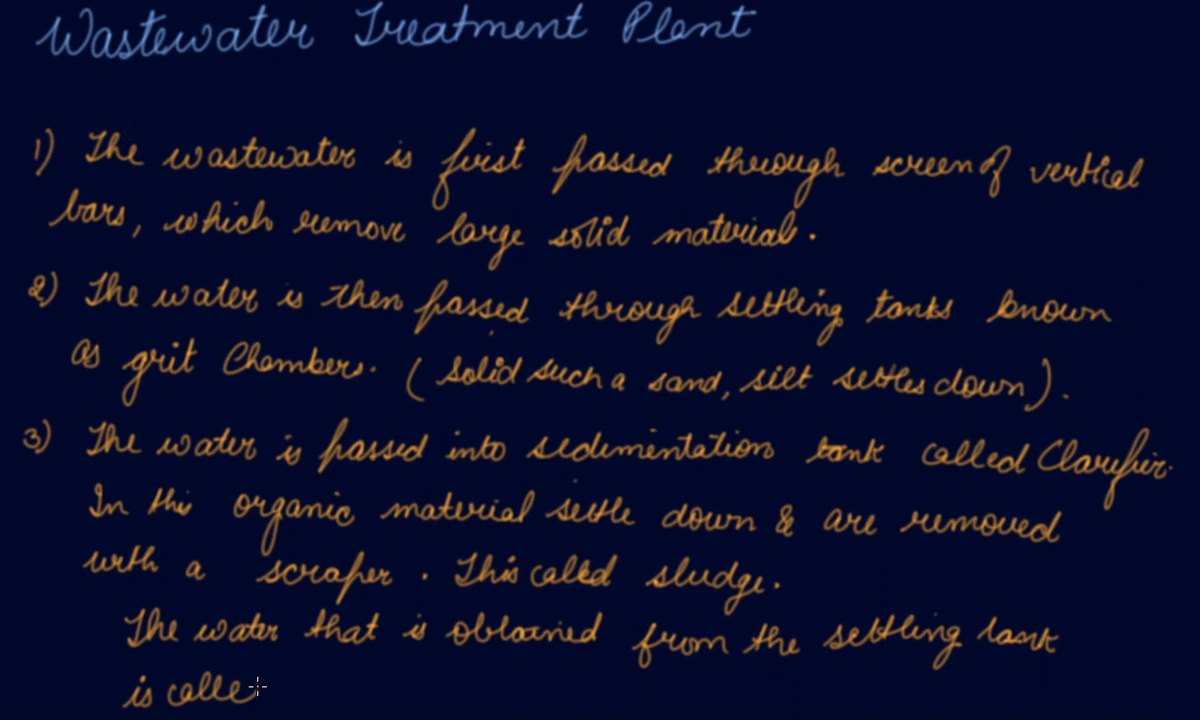 Wastewater Treatment Plant
1) The wastewater is first passed through screen of vertical
bars, which remove large solid material.
2) The water is then passed through settling tanks known
as grit Chambers. (Solid such a sand, silt settles down).
3) The water is passed into sedimentation tank called Clarifier.
In this organic material settle down & are removed
with a scraper. This called sludge.
The water that is obtained from the settling tank
is calle